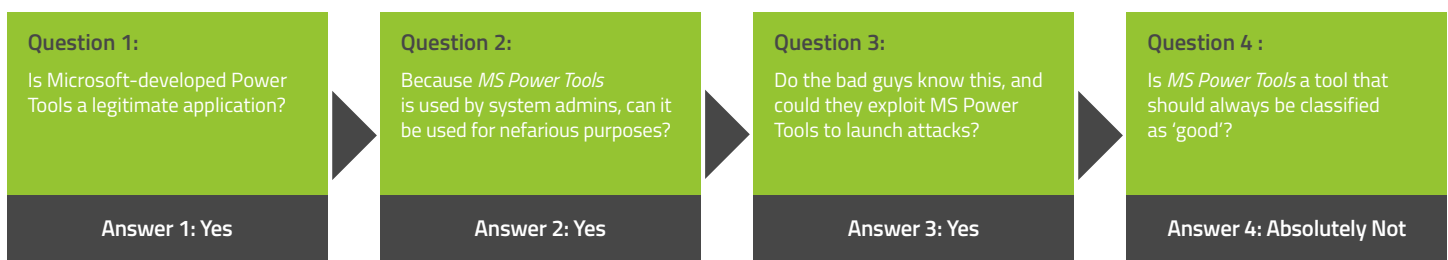 Question 1:
Is Microsoft-developed Power
Tools a legitimate application?
Answer 1: Yes
Question 2:
Because MS Power Tools
is used by system admins, can it
be used for nefarious purposes?
Answer 2: Yes
Question 3:
Do the bad guys know this, and
could they exploit MS Power
Tools to launch attacks?
Answer 3: Yes
Question 4 :
Is MS Power Tools a tool that
should always be classified
as ‘good’?
Answer 4: Absolutely Not